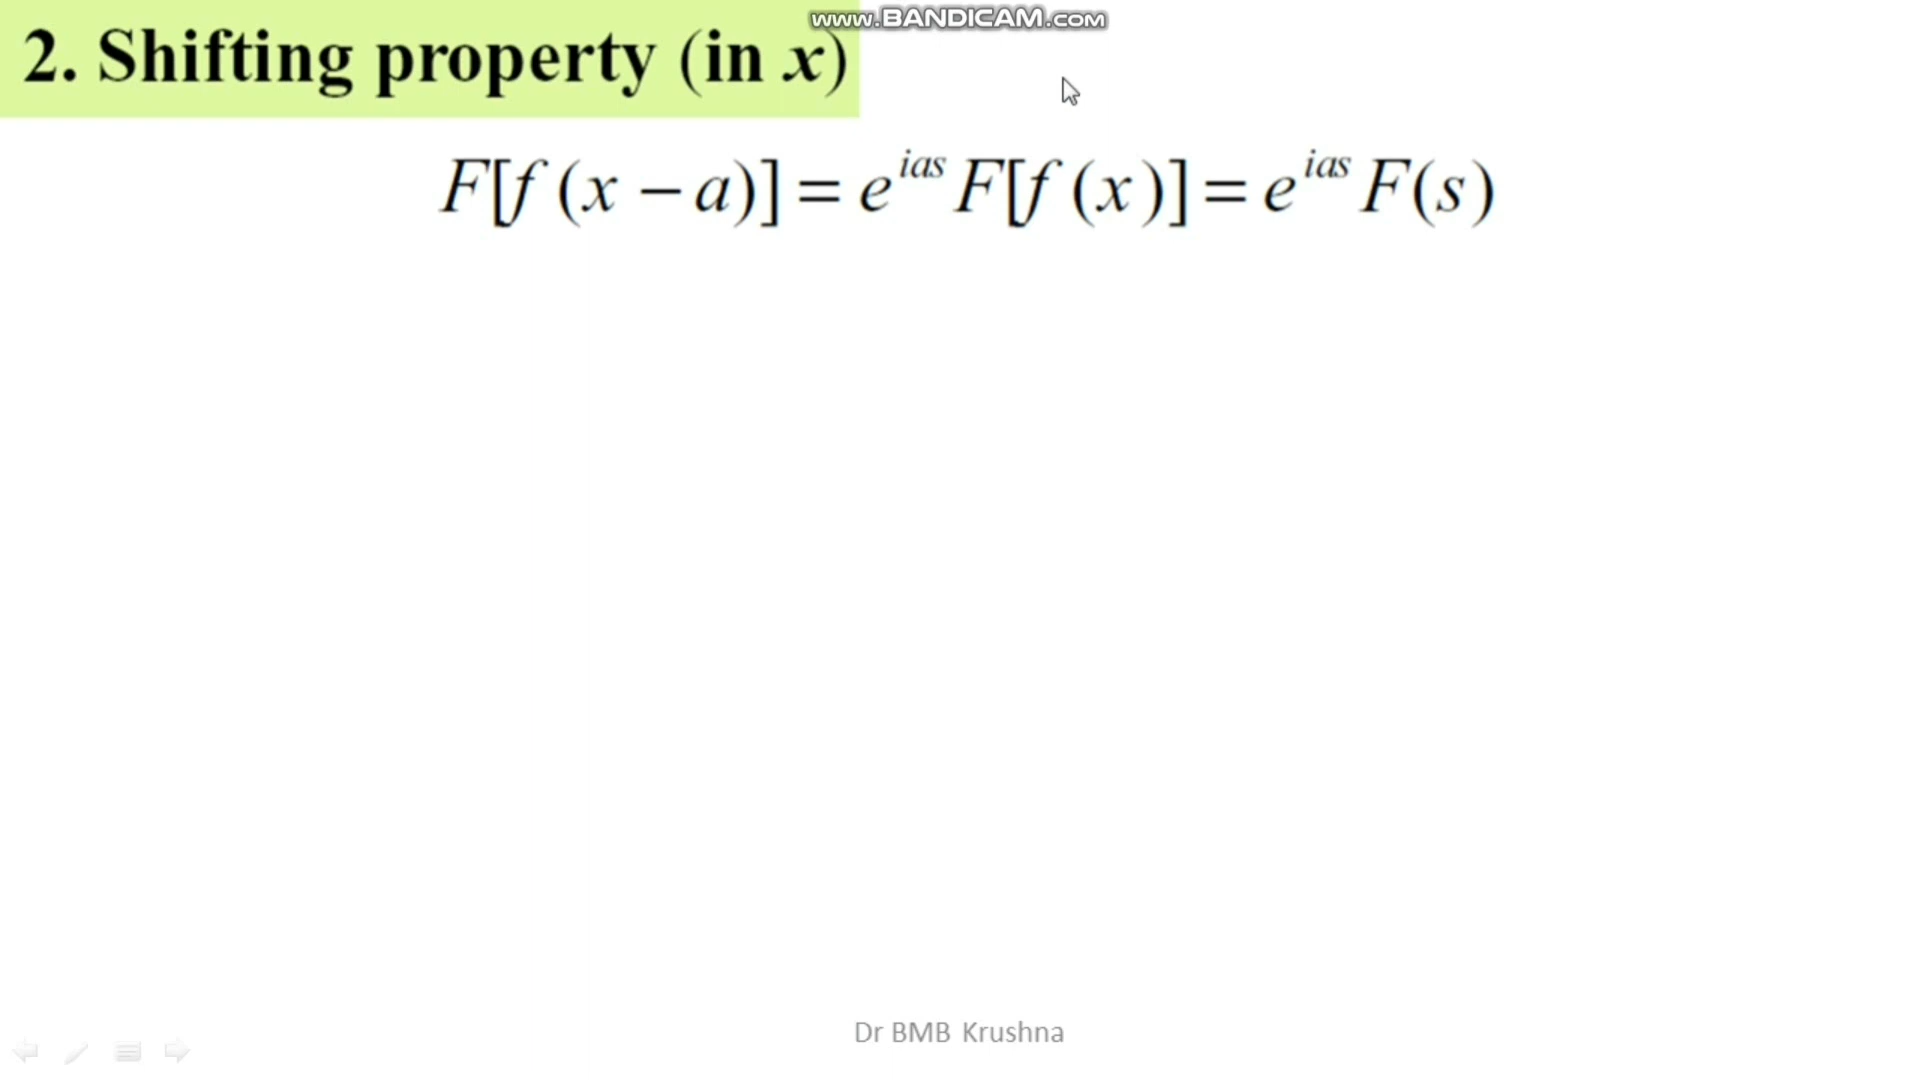 www.BANDICAM.com
2. Shifting property (in x)
F[f(x − a)] = e^{ias} F[f(x)] = e^{ias} F(s)
Dr BMB Krushna